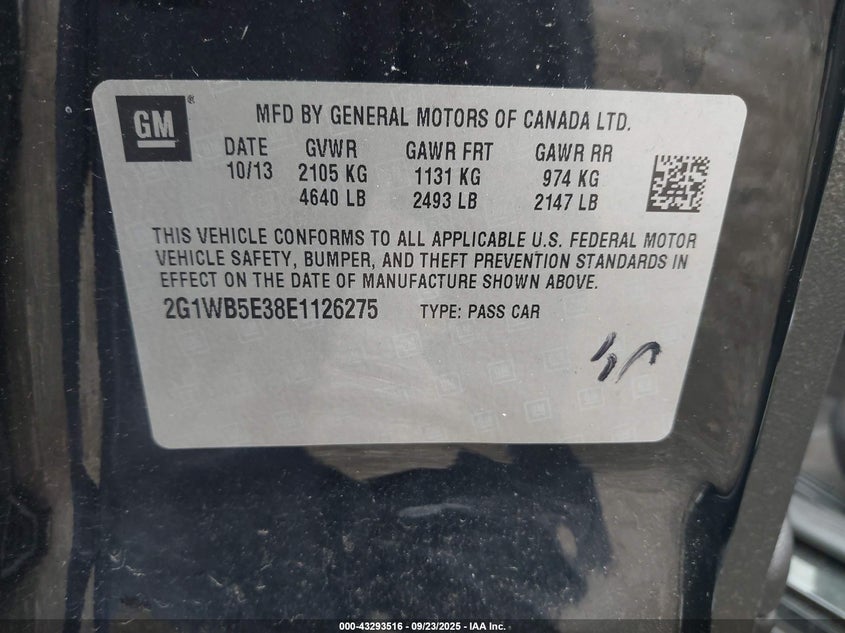 GM
®
MFD BY GENERAL MOTORS OF CANADA LTD.
DATE GVWR GAWR FRT GAWR RR
10/13 2105 KG 1131 KG 974 KG
4640 LB 2493 LB 2147 LB
THIS VEHICLE CONFORMS TO ALL APPLICABLE U.S. FEDERAL MOTOR
VEHICLE SAFETY, BUMPER, AND THEFT PREVENTION STANDARDS IN
EFFECT ON THE DATE OF MANUFACTURE SHOWN ABOVE.
2G1WB5E38E1126275 TYPE: PASS CAR
000-43293516 - 09/23/2025 - IAA Inc.